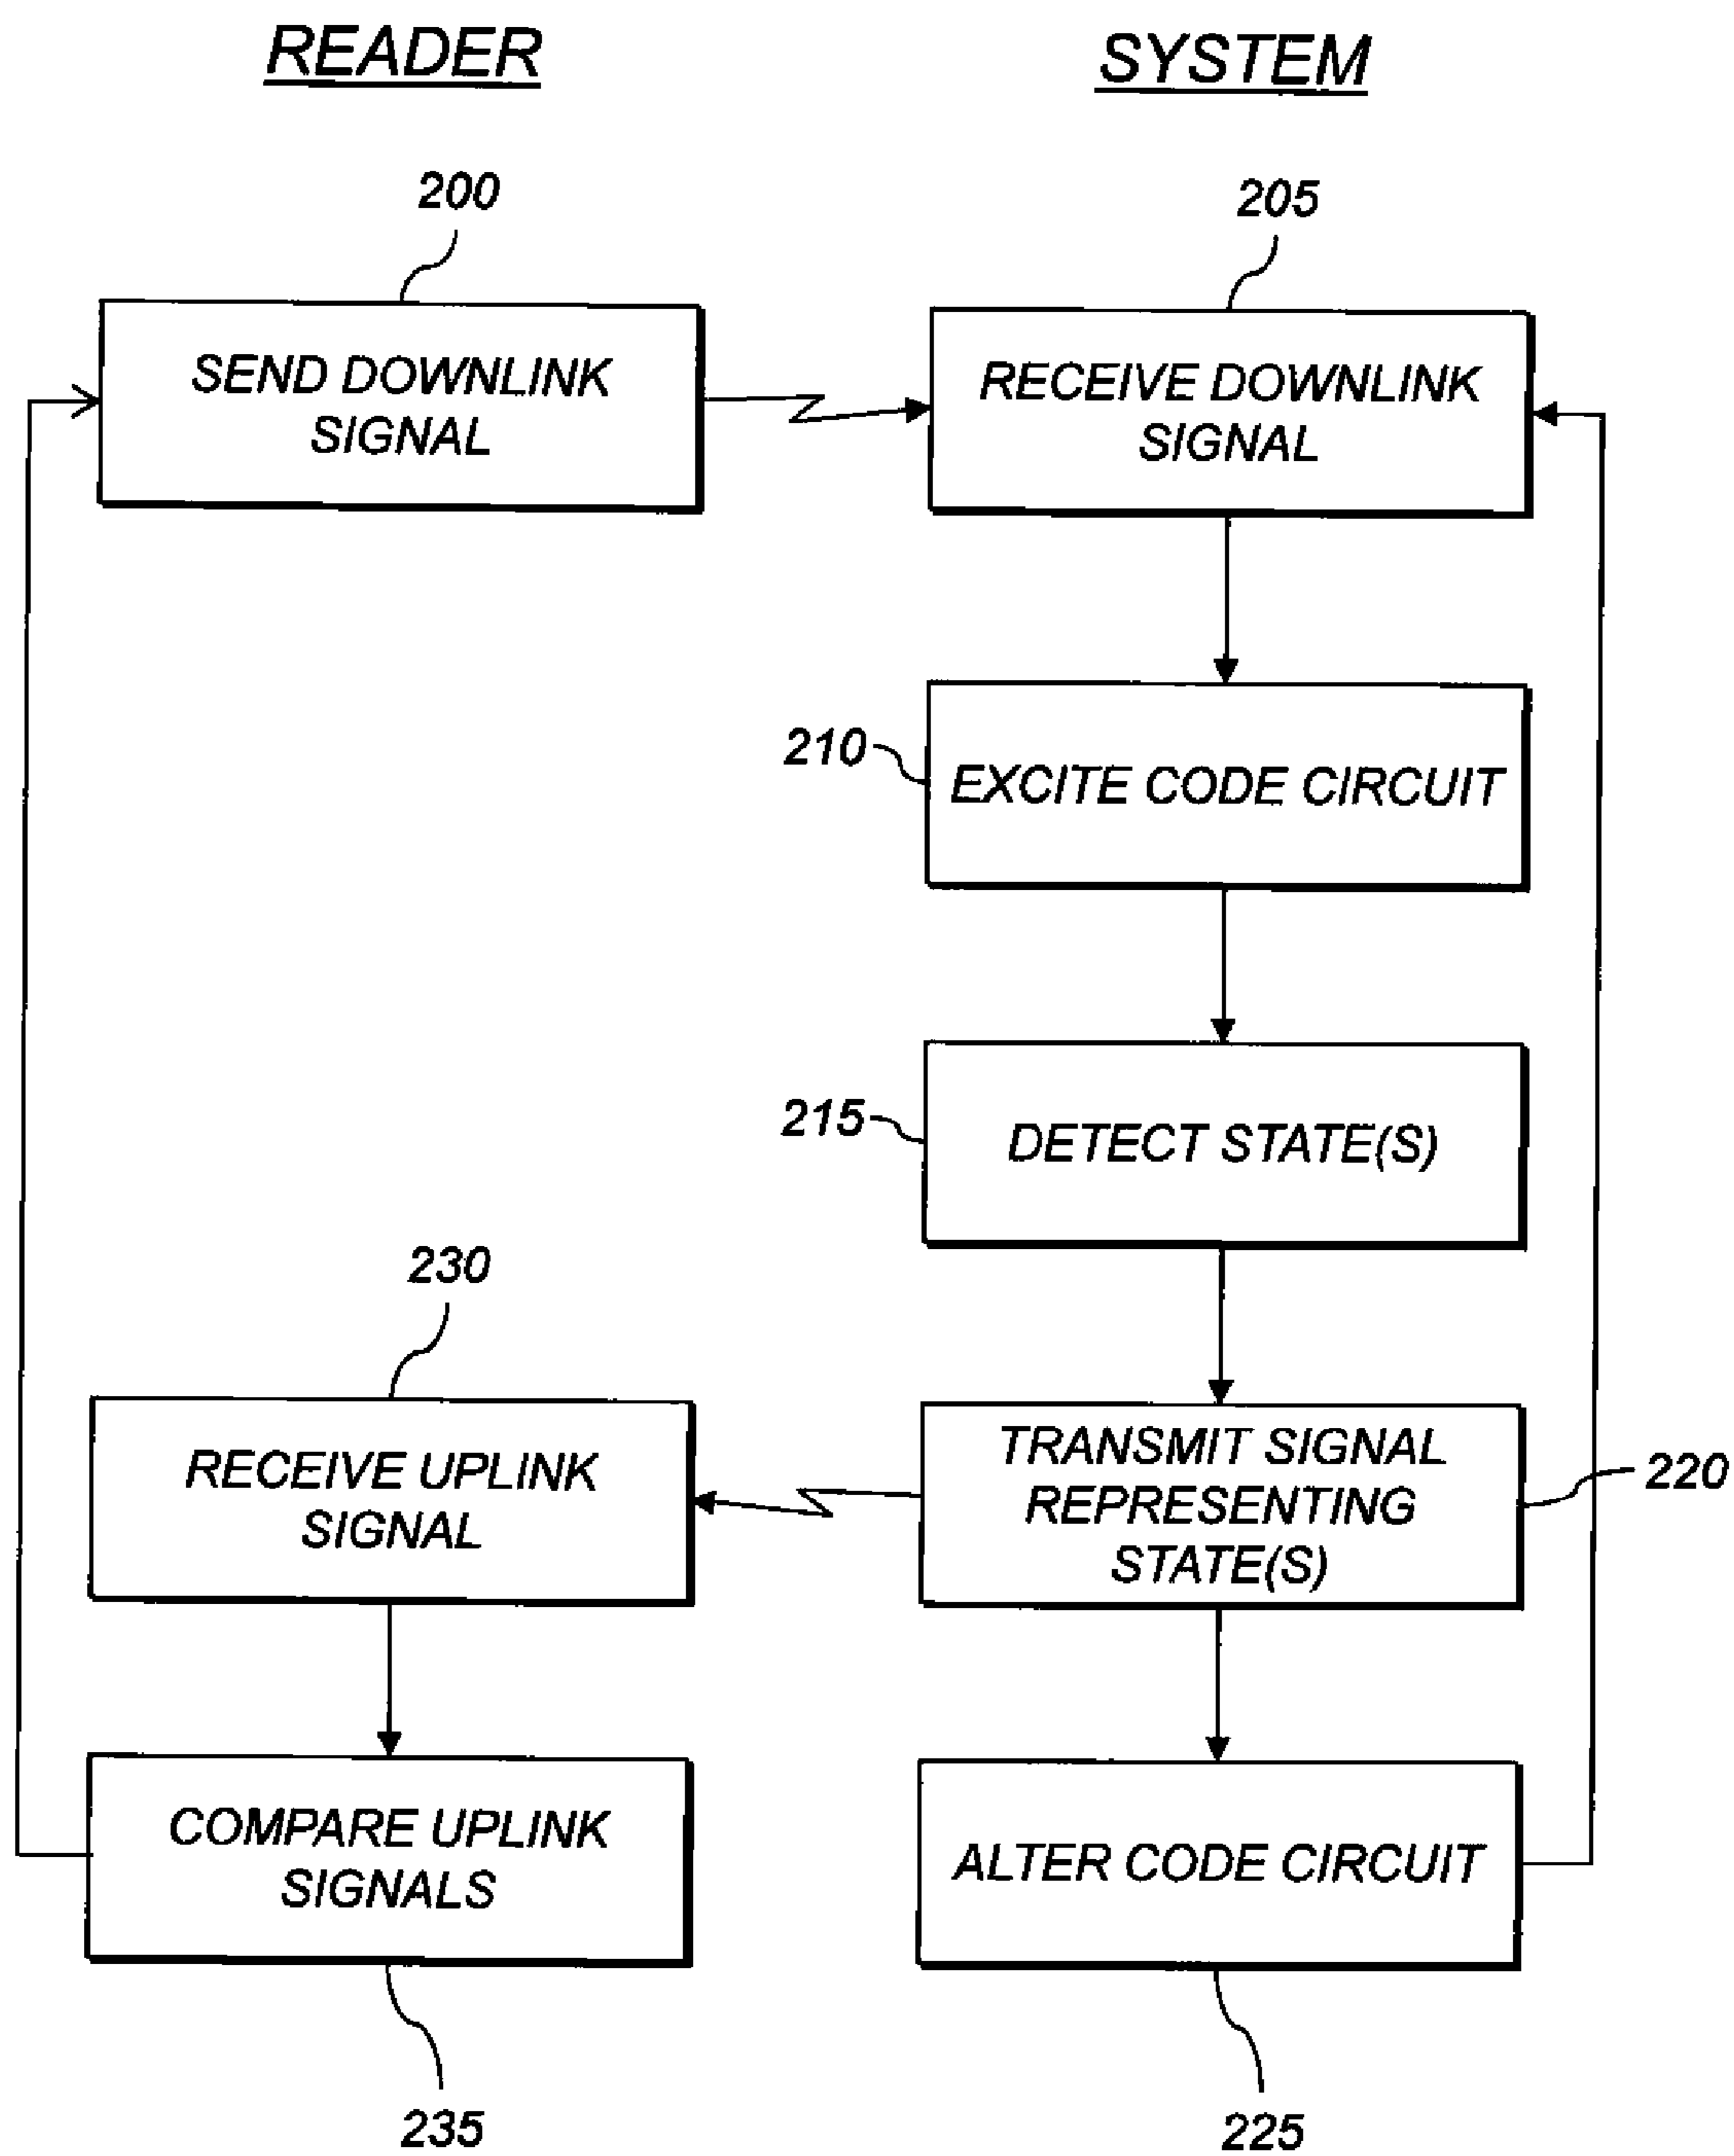 READER
SYSTEM
200
205
SEND DOWNLINK
SIGNAL
RECEIVE DOWNLINK
SIGNAL
210
EXCITE CODE CIRCUIT
215
DETECT STATE(S)
230
RECEIVE UPLINK
SIGNAL
TRANSMIT SIGNAL
REPRESENTING
STATE(S)
220
COMPARE UPLINK
SIGNALS
ALTER CODE CIRCUIT
235
225